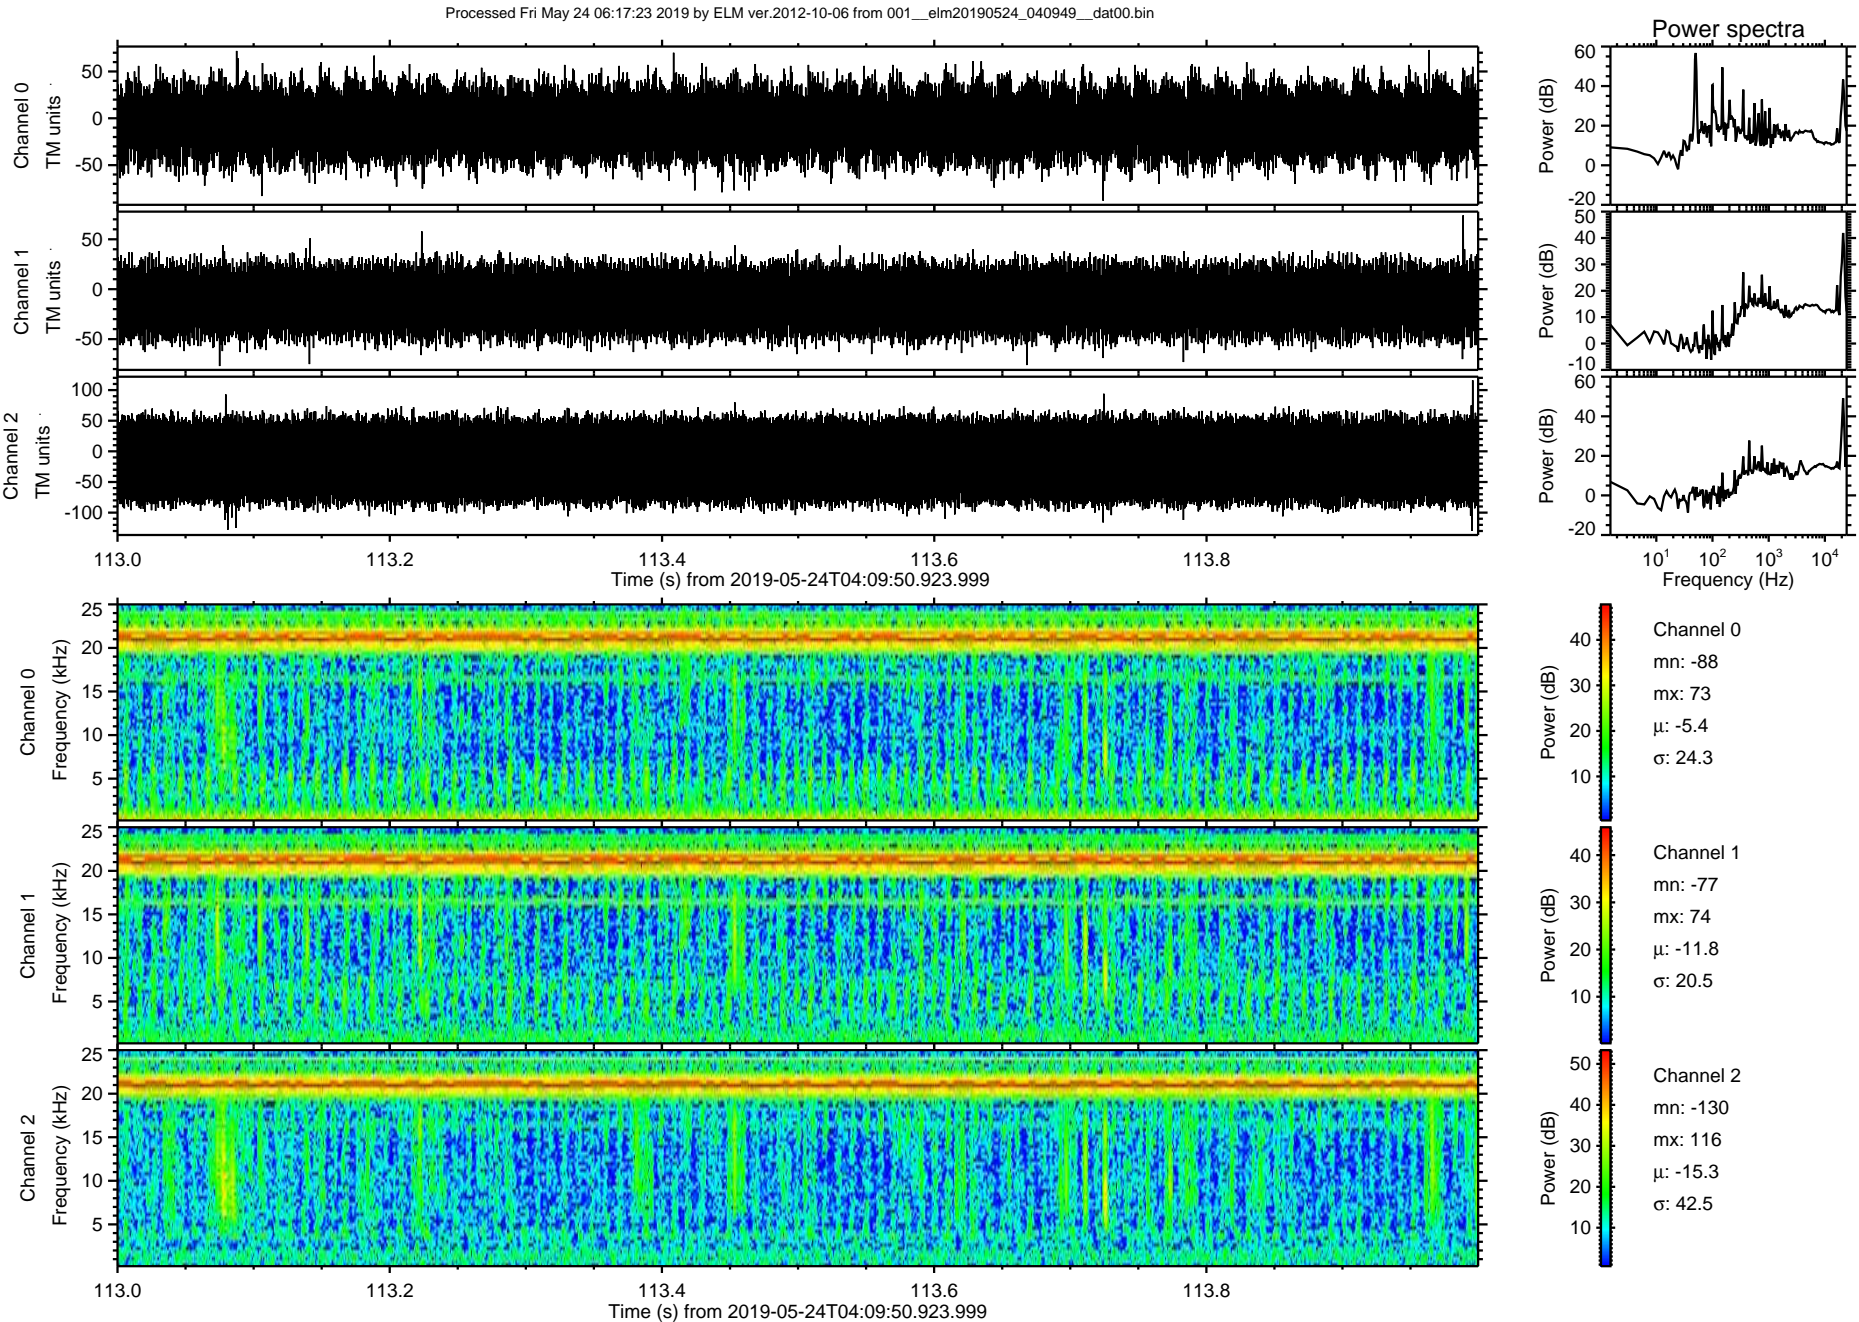 Processed Fri May 24 06:17:23 2019 by ELM ver.2012-10-06 from 001__elm20190524_040949__dat00.bin
Power spectra
Channel 0
TM units
50
0
-50
Power (dB)
60
40
20
0
-20
Channel 1
TM units
50
0
-50
Power (dB)
50
40
30
20
10
0
-10
Channel 2
TM units
100
50
0
-50
-100
Power (dB)
60
40
20
0
-20
113.0 113.2 113.4 113.6 113.8
Time (s) from 2019-05-24T04:09:50.923.999
10^1 10^2 10^3 10^4
Frequency (Hz)
Channel 0
Frequency (kHz)
25
20
15
10
5
Power (dB)
40
30
20
10
Channel 0
mn: -88
mx: 73
μ: -5.4
σ: 24.3
Channel 1
Frequency (kHz)
25
20
15
10
5
Power (dB)
40
30
20
10
Channel 1
mn: -77
mx: 74
μ: -11.8
σ: 20.5
Channel 2
Frequency (kHz)
25
20
15
10
5
Power (dB)
50
40
30
20
10
Channel 2
mn: -130
mx: 116
μ: -15.3
σ: 42.5
113.0 113.2 113.4 113.6 113.8
Time (s) from 2019-05-24T04:09:50.923.999